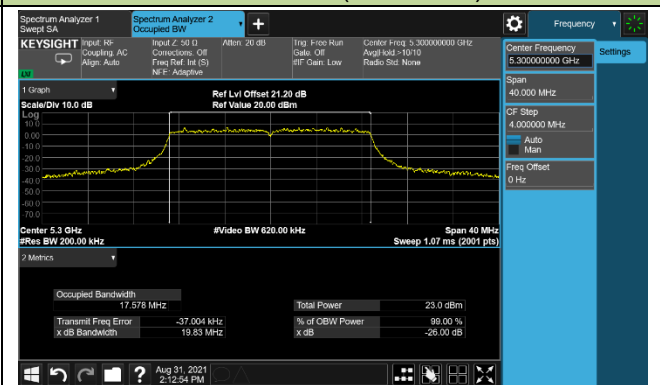 Spectrum Analyzer 1
Swept SA
Spectrum Analyzer 2
Occupied BW
Frequency
KEYSIGHT
Input: RF
Coupling: AC
Align: Auto
Input Z: 50 Ω
Corrections: Off
Freq Ref: Int (S)
NFE: Adaptive
Atten: 20 dB
Trig: Free Run
Gate: Off
#IF Gain: Low
Center Freq: 5.300000000 GHz
Avg|Hold:>10/10
Radio Std: None
Center Frequency
5.300000000 GHz
Settings
Span
40.000 MHz
CF Step
4.000000 MHz
Auto
Man
Freq Offset
0 Hz
1 Graph
Scale/Div 10.0 dB
Ref Lvl Offset 21.20 dB
Ref Value 20.00 dBm
Log
10.0
0.00
-10.0
-20.0
-30.0
-40.0
-50.0
-60.0
-70.0
Center 5.3 GHz
#Video BW 620.00 kHz
Span 40 MHz
#Res BW 200.00 kHz
Sweep 1.07 ms (2001 pts)
2 Metrics
Occupied Bandwidth
17.578 MHz
Total Power 23.0 dBm
Transmit Freq Error -37.004 kHz
% of OBW Power 99.00 %
x dB Bandwidth 19.83 MHz
x dB -26.00 dB
Aug 31, 2021
2:12:54 PM